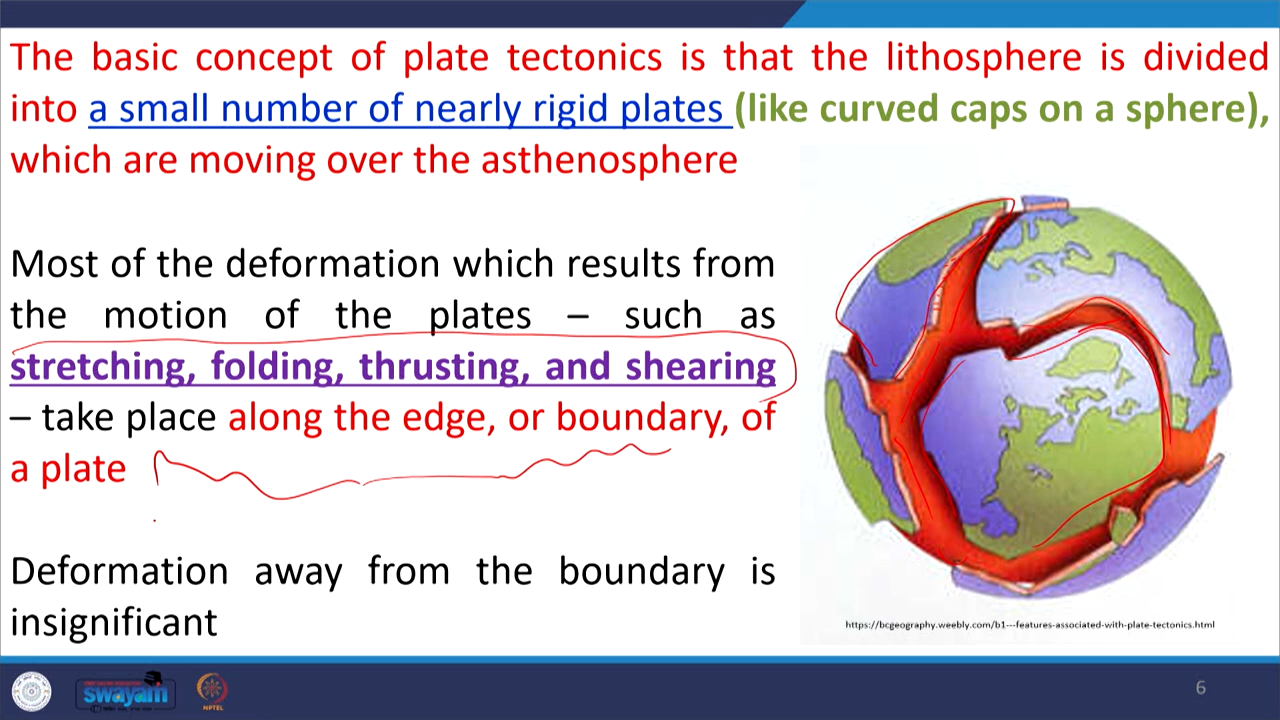 The basic concept of plate tectonics is that the lithosphere is divided
into a small number of nearly rigid plates (like curved caps on a sphere),
which are moving over the asthenosphere
Most of the deformation which results from
the motion of the plates – such as
stretching, folding, thrusting, and shearing
– take place along the edge, or boundary, of
a plate
Deformation away from the boundary is
insignificant
https://bcgeography.weebly.com/b1---features-associated-with-plate-tectonics.html
swayam
NPTEL
6